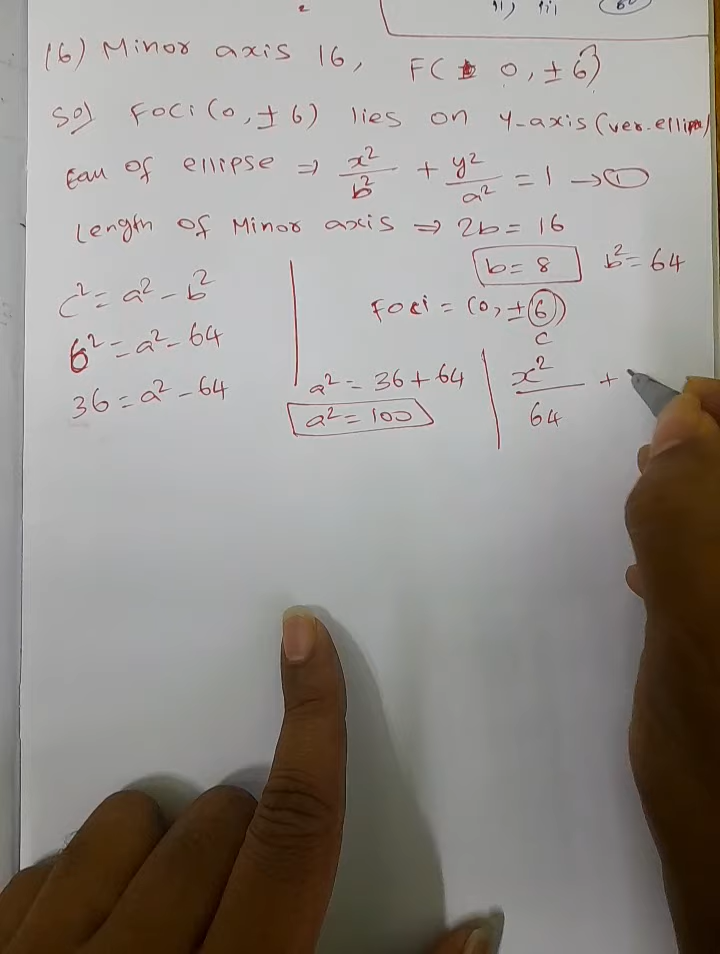 (6) Minor axis 16, F( 0, ±6)
Sol Foci (0, ±6) lies on y-axis (ver. ellipse)
Eqn of ellipse ⇒ x²/b² + y²/a² = 1 → ①
Length of Minor axis ⇒ 2b = 16
b = 8 b² = 64
c² = a² - b²
Foci = (0, ±6)
c
6² = a² - 64
36 = a² - 64
a² = 36 + 64
a² = 100
x²/64 +